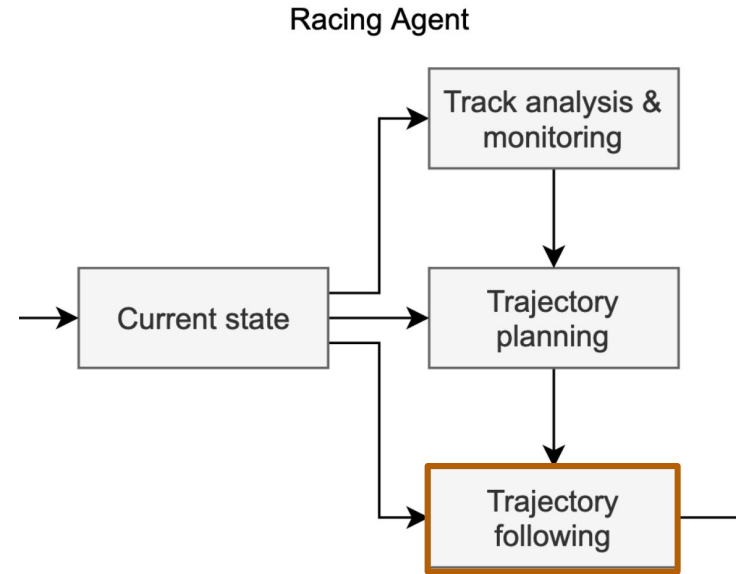 Racing Agent
Track analysis &
monitoring
Current state
Trajectory
planning
Trajectory
following